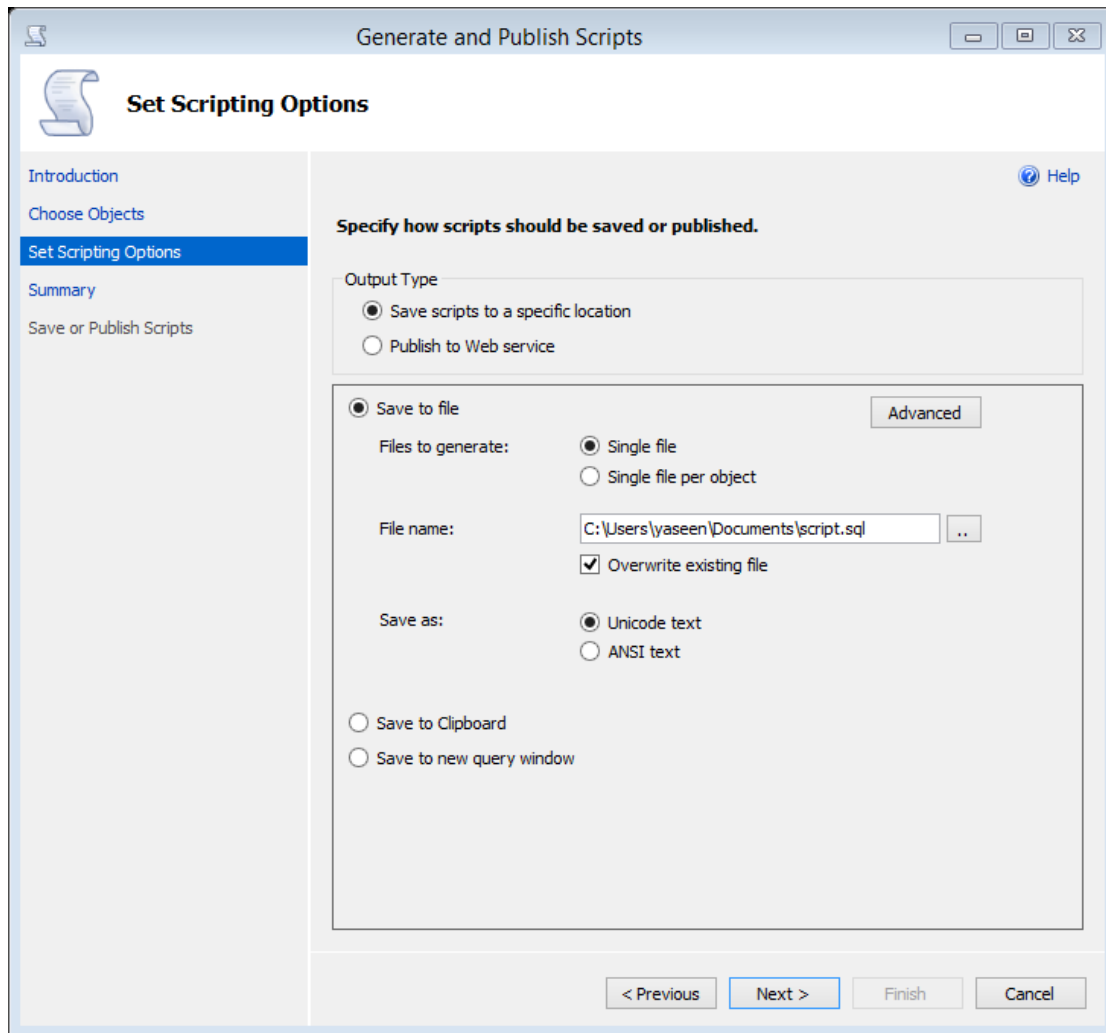 Generate and Publish Scripts
Set Scripting Options
Introduction
Choose Objects
Set Scripting Options
Summary
Save or Publish Scripts
Help
Specify how scripts should be saved or published.
Output Type
Save scripts to a specific location
Publish to Web service
Save to file
Advanced
Files to generate:
Single file
Single file per object
File name:
C:\Users\yaseen\Documents\script.sql
..
Overwrite existing file
Save as:
Unicode text
ANSI text
Save to Clipboard
Save to new query window
< Previous
Next >
Finish
Cancel